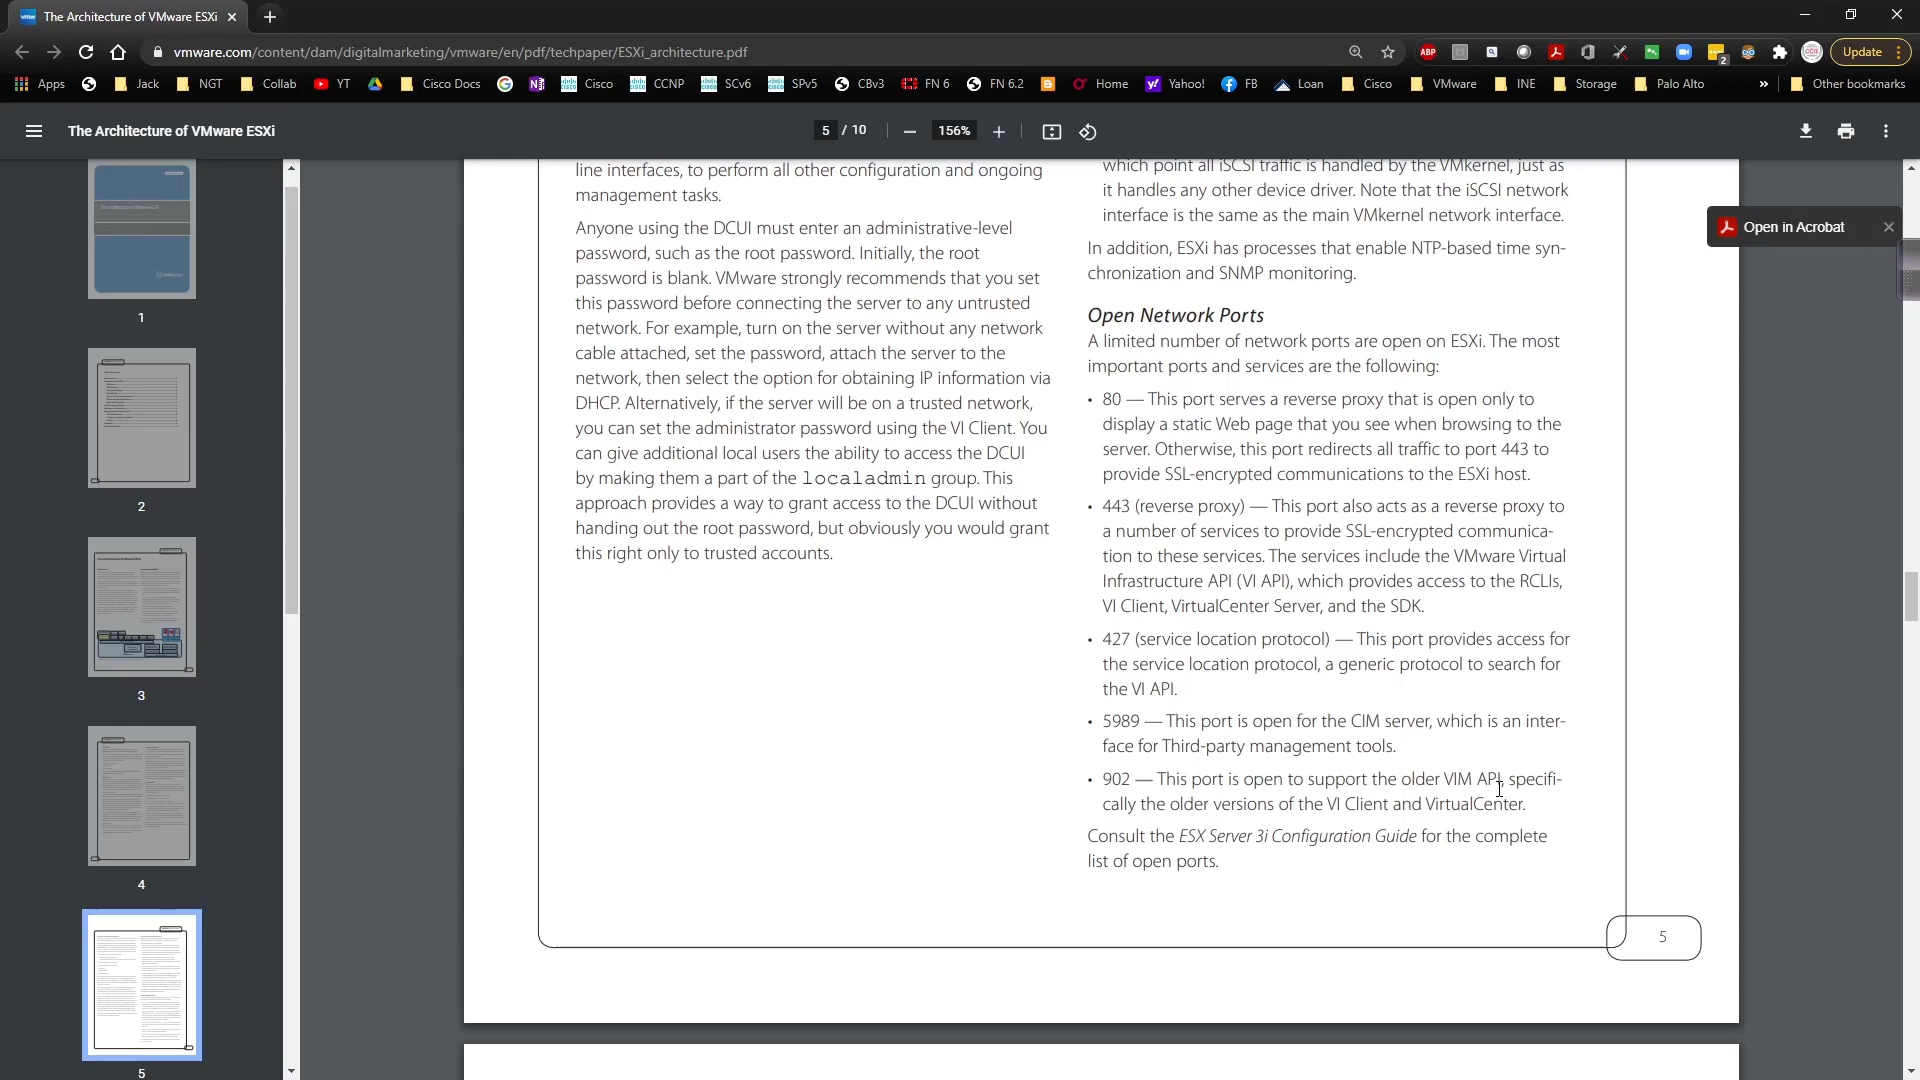 vmw The Architecture of VMware ESXi
vmware.com/content/dam/digitalmarketing/vmware/en/pdf/techpaper/ESXi_architecture.pdf
ABP
2
CCIE
Update
Apps
Jack
NGT
Collab
YT
Cisco Docs
Cisco
CCNP
SCv6
SPv5
CBv3
FN 6
FN 6.2
Home
Yahoo!
FB
Loan
Cisco
VMware
INE
Storage
Palo Alto
»
Other bookmarks
The Architecture of VMware ESXi
5 / 10
156%
Open in Acrobat
1
2
3
4
5
line interfaces, to perform all other configuration and ongoing
management tasks.
Anyone using the DCUI must enter an administrative-level
password, such as the root password. Initially, the root
password is blank. VMware strongly recommends that you set
this password before connecting the server to any untrusted
network. For example, turn on the server without any network
cable attached, set the password, attach the server to the
network, then select the option for obtaining IP information via
DHCP. Alternatively, if the server will be on a trusted network,
you can set the administrator password using the VI Client. You
can give additional local users the ability to access the DCUI
by making them a part of the localadmin group. This
approach provides a way to grant access to the DCUI without
handing out the root password, but obviously you would grant
this right only to trusted accounts.
which point all iSCSI traffic is handled by the VMkernel, just as
it handles any other device driver. Note that the iSCSI network
interface is the same as the main VMkernel network interface.
In addition, ESXi has processes that enable NTP-based time syn-
chronization and SNMP monitoring.
Open Network Ports
A limited number of network ports are open on ESXi. The most
important ports and services are the following:
• 80 — This port serves a reverse proxy that is open only to
display a static Web page that you see when browsing to the
server. Otherwise, this port redirects all traffic to port 443 to
provide SSL-encrypted communications to the ESXi host.
• 443 (reverse proxy) — This port also acts as a reverse proxy to
a number of services to provide SSL-encrypted communica-
tion to these services. The services include the VMware Virtual
Infrastructure API (VI API), which provides access to the RCLIs,
VI Client, VirtualCenter Server, and the SDK.
• 427 (service location protocol) — This port provides access for
the service location protocol, a generic protocol to search for
the VI API.
• 5989 — This port is open for the CIM server, which is an inter-
face for Third-party management tools.
• 902 — This port is open to support the older VIM API, specifi-
cally the older versions of the VI Client and VirtualCenter.
Consult the ESX Server 3i Configuration Guide for the complete
list of open ports.
5